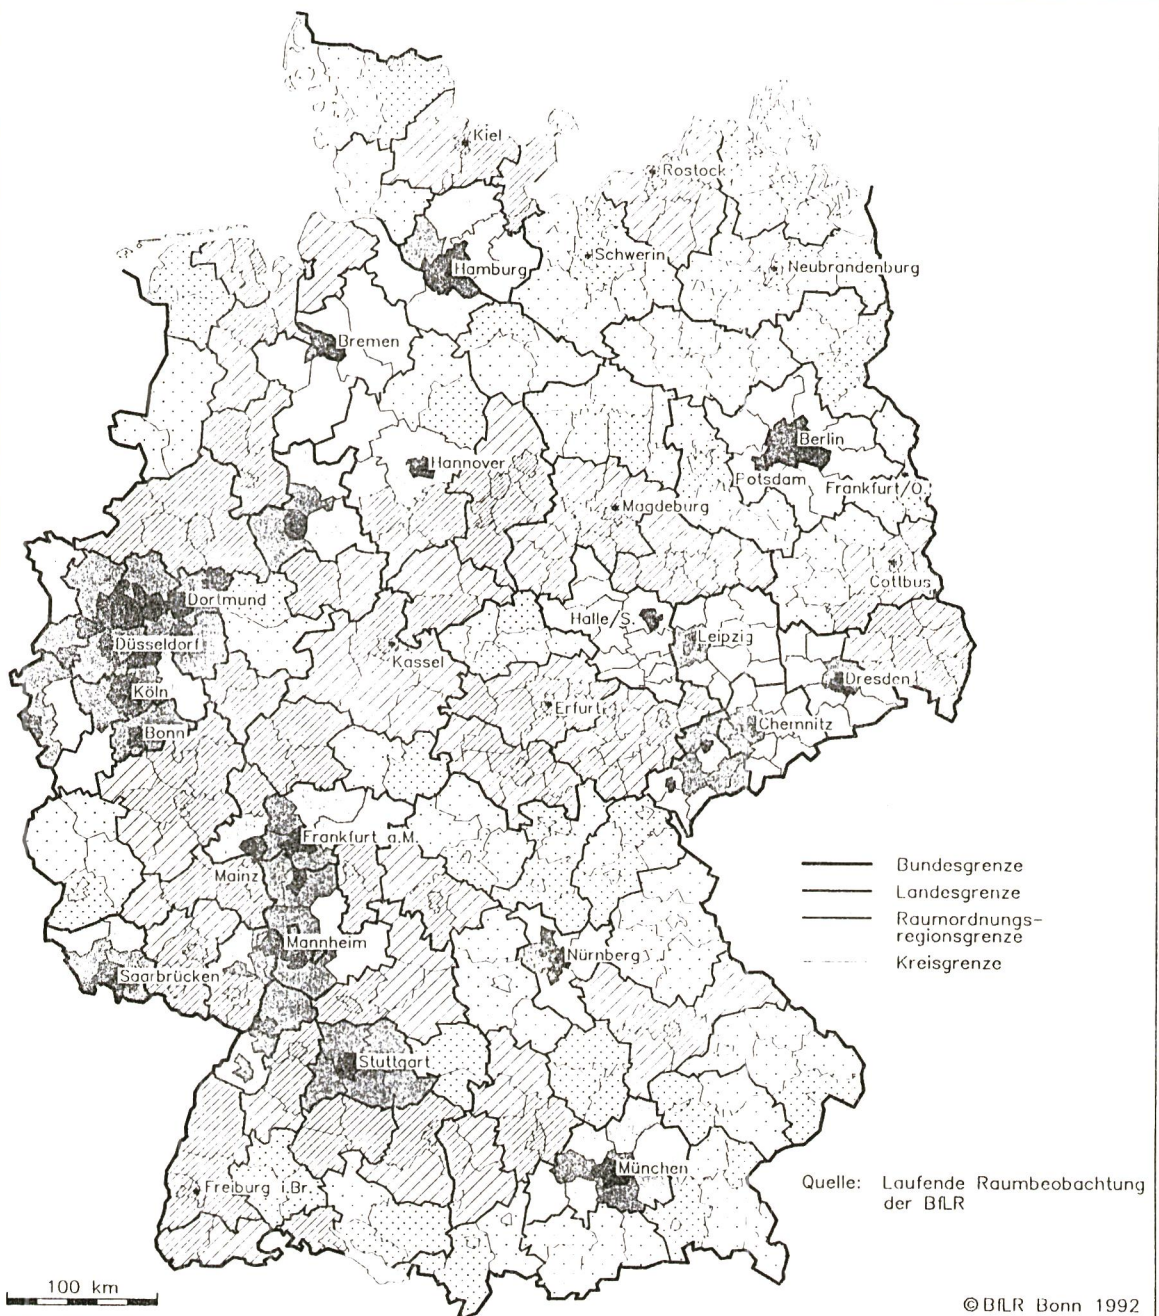 Kiel
Rostock
Schwerin
Hamburg
Neubrandenburg
Bremen
Berlin
Hannover
Potsdam
Frankfurt/O.
Magdeburg
Cottbus
Dortmund
Halle/S.
Leipzig
Düsseldorf
Kassel
Dresden
Köln
Erfurt
Chemnitz
Bonn
Frankfurt a.M.
Mainz
Mannheim
Nürnberg
Saarbrücken
Stuttgart
München
Freiburg i.Br.
Bundesgrenze
Landesgrenze
Raumordnungs-
regionsgrenze
Kreisgrenze
Quelle: Laufende Raumbeobachtung
der BfLR
100 km
© BfLR Bonn 1992